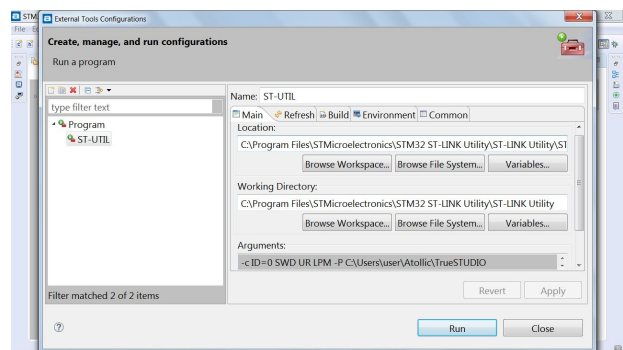 STM
External Tools Configurations
File Ed
Create, manage, and run configurations
Run a program
type filter text
Program
ST-UTIL
Filter matched 2 of 2 items
Name: ST-UTIL
Main Refresh Build Environment Common
Location:
C:\Program Files\STMicroelectronics\STM32 ST-LINK Utility\ST-LINK Utility\ST
Browse Workspace... Browse File System... Variables...
Working Directory:
C:\Program Files\STMicroelectronics\STM32 ST-LINK Utility\ST-LINK Utility
Browse Workspace... Browse File System... Variables...
Arguments:
-c ID=0 SWD UR LPM -P C:\Users\user\Atollic\TrueSTUDIO
Revert Apply
Run Close